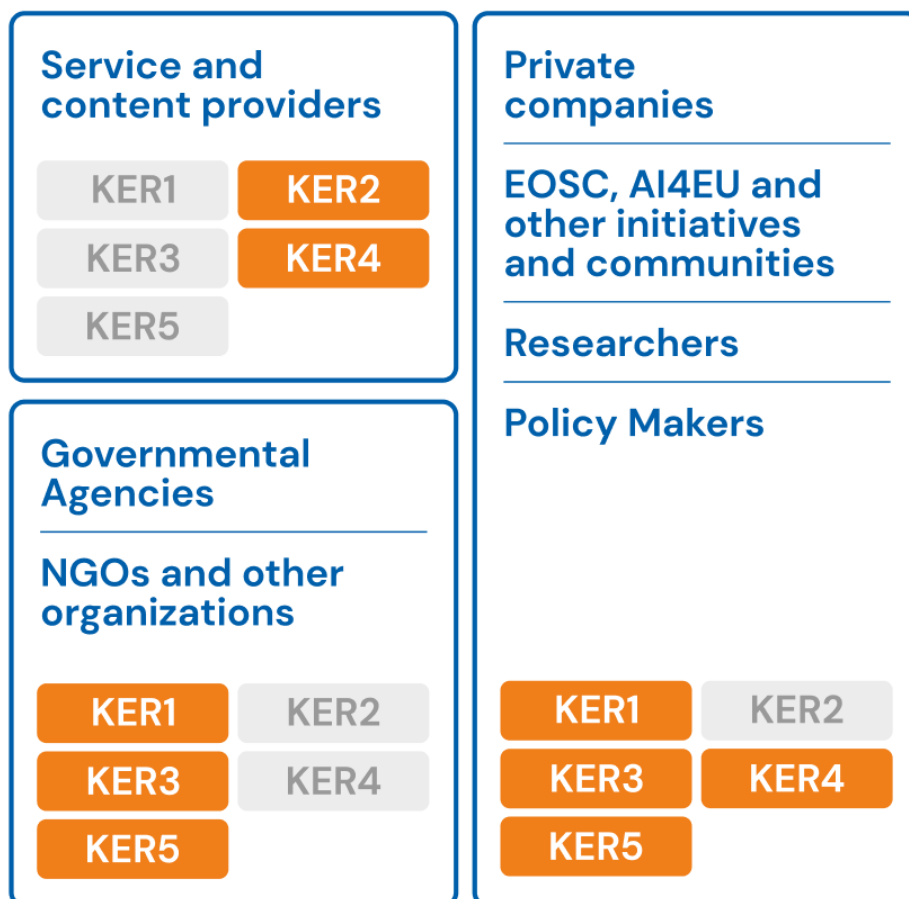 Service and
content providers
KER1
KER2
KER3
KER4
KER5
Governmental
Agencies
NGOs and other
organizations
KER1
KER2
KER3
KER4
KER5
Private
companies
EOSC, AI4EU and
other initiatives
and communities
Researchers
Policy Makers
KER1
KER2
KER3
KER4
KER5